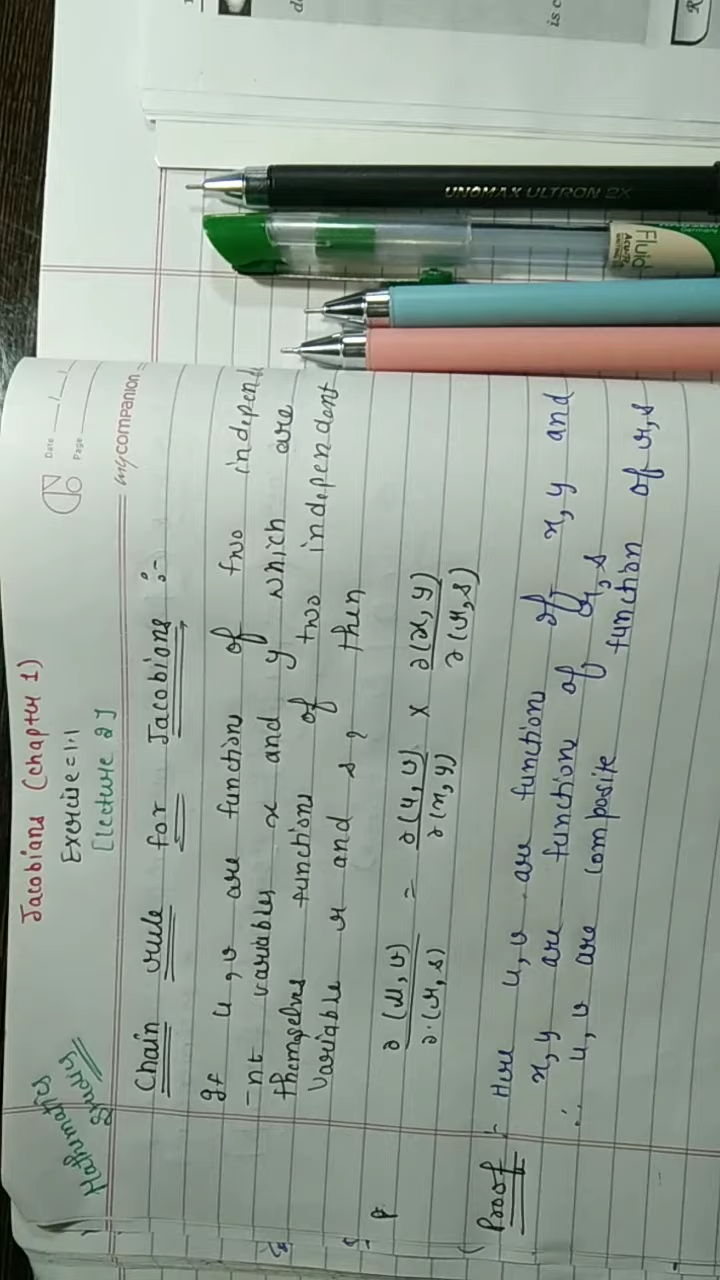 Jacobians (Chapter 1)
Exercise = 1.1
[Lecture 2]
Mathematics
Date / /
Page
mycompanion
Chain rule for Jacobians :-
If u, v are function of two independ
-nt variables x and y which are
themselves functions of two independent
Variable r and s, then
∂(u, v) / ∂(r, s) = ∂(u, v) / ∂(x, y) × ∂(x, y) / ∂(r, s)
Proof :- Here u, v are function of x, y and
x, y are function of r, s
∴ u, v are composite function of r, s
UNOMAX ULTRON 2X
Fluid
is c
R